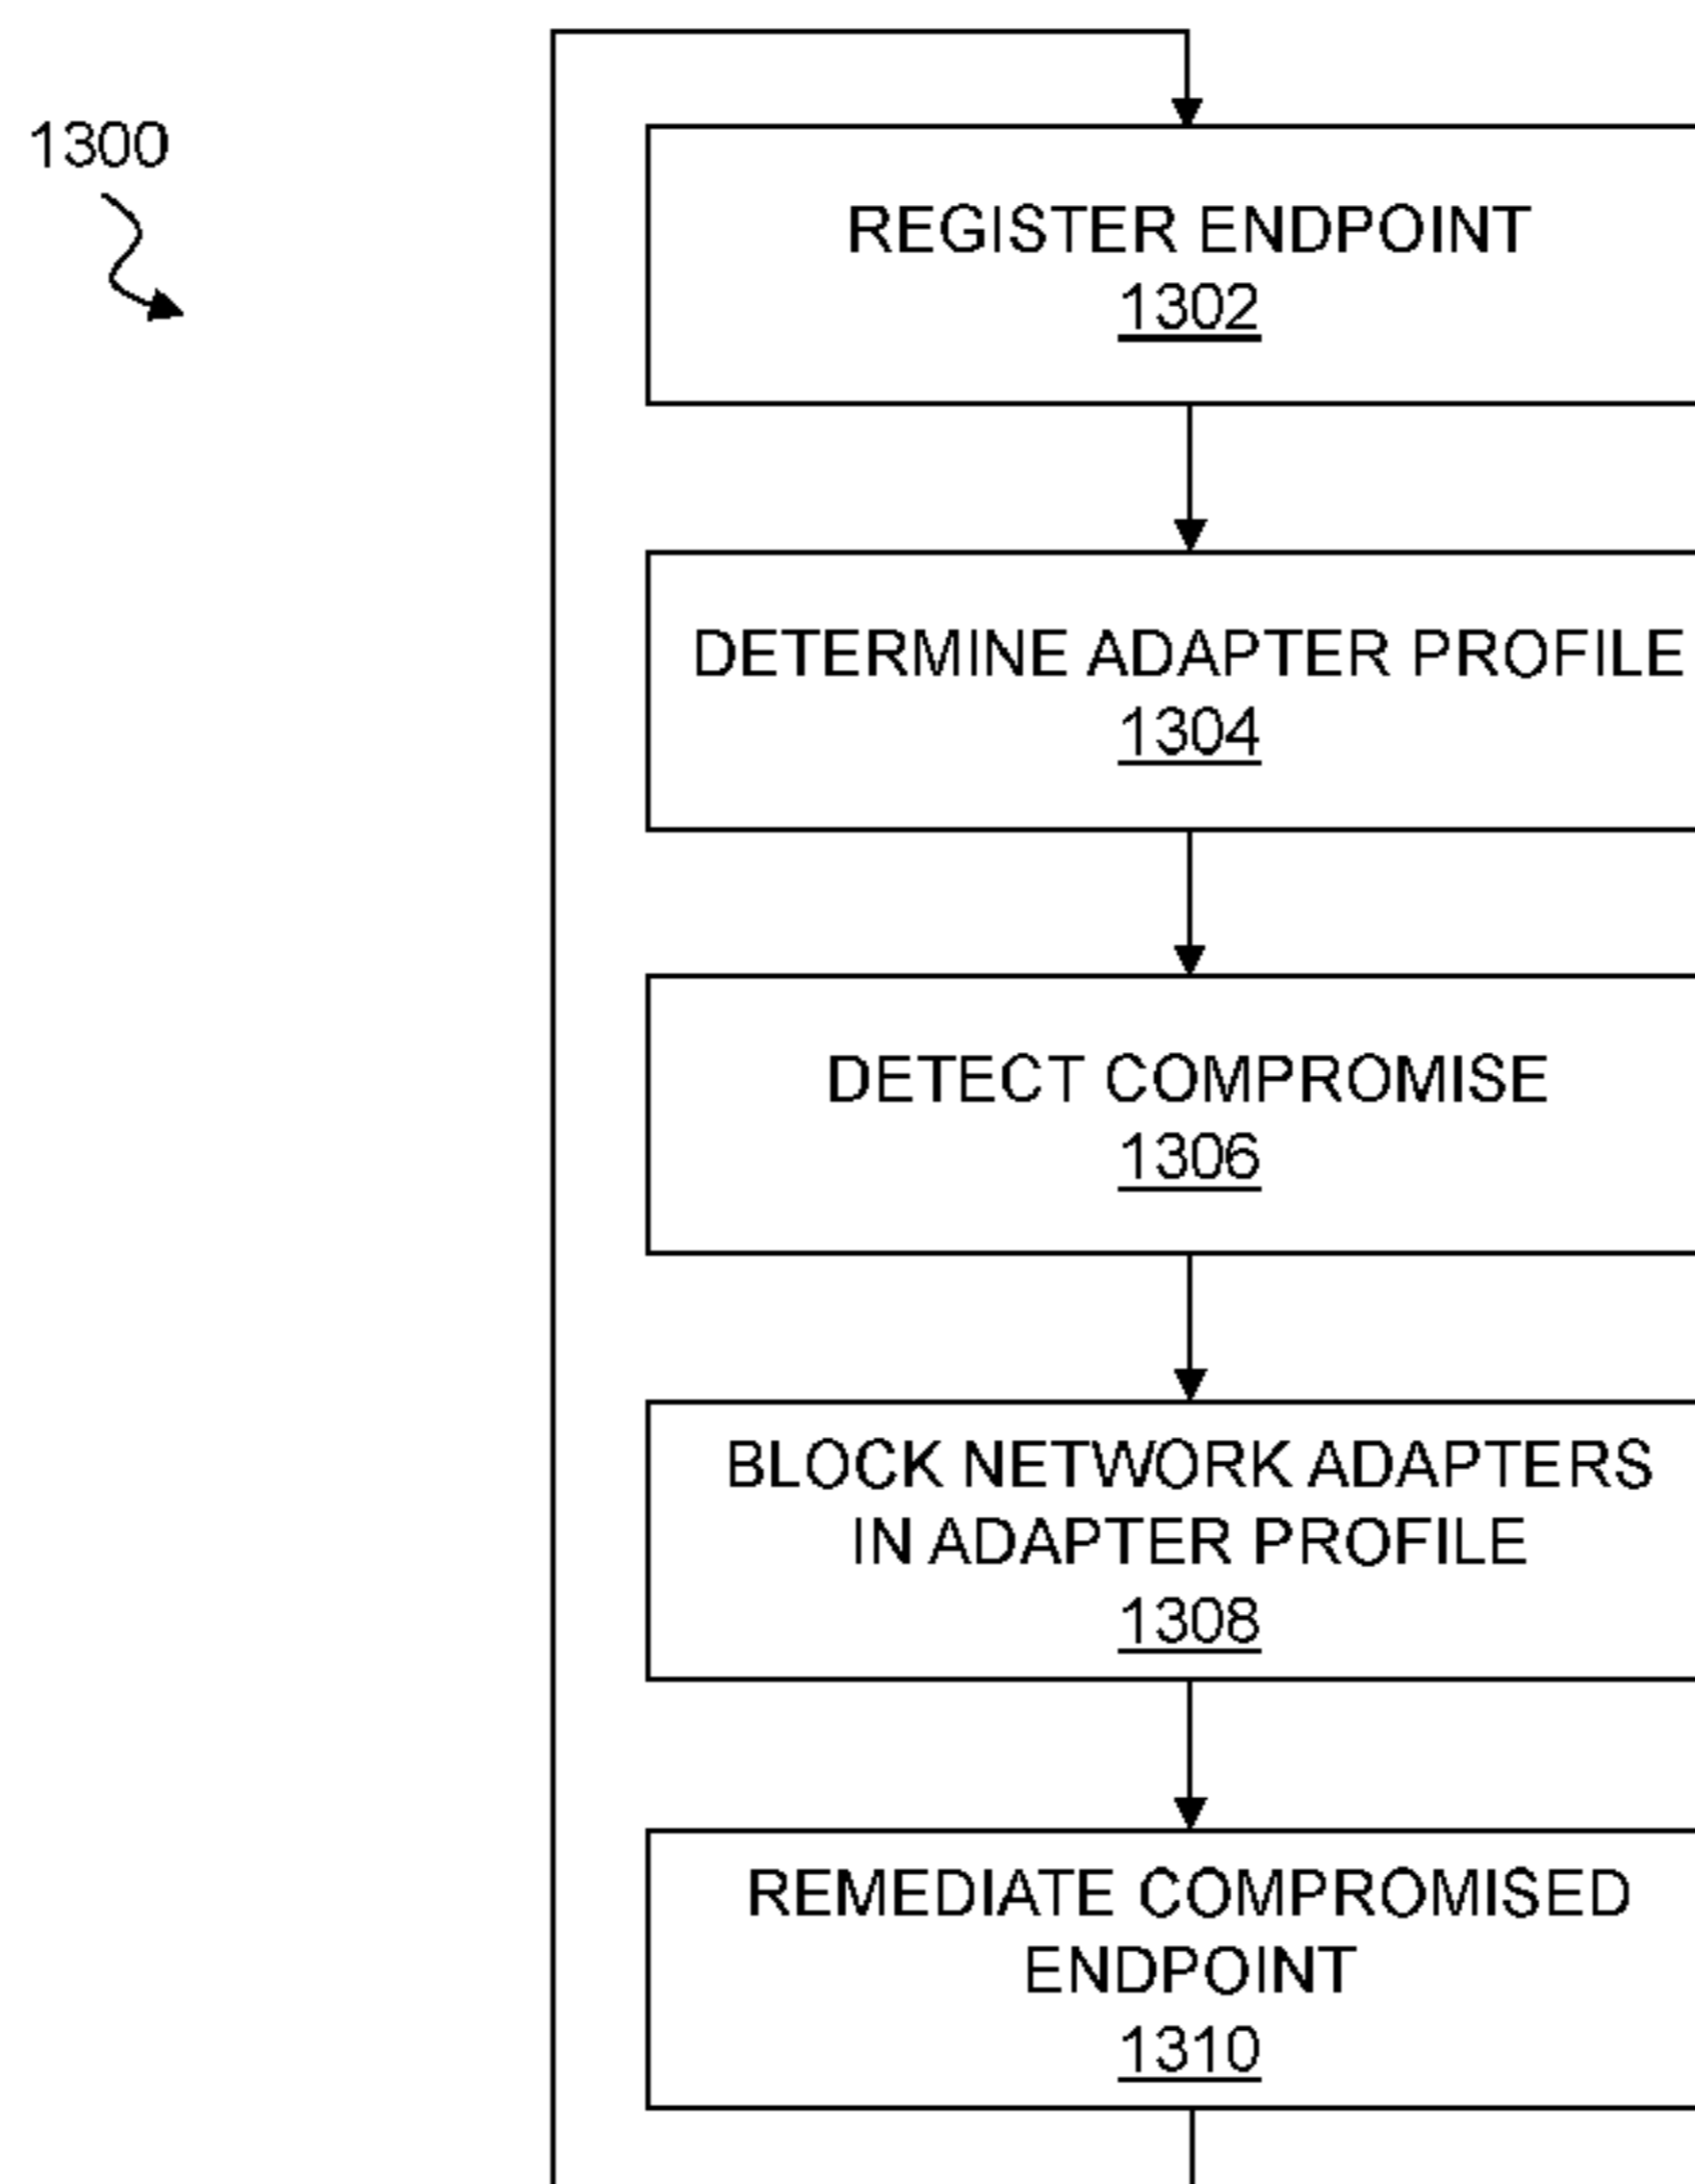 1300
REGISTER ENDPOINT
1302
DETERMINE ADAPTER PROFILE
1304
DETECT COMPROMISE
1306
BLOCK NETWORK ADAPTERS
IN ADAPTER PROFILE
1308
REMEDIATE COMPROMISED
ENDPOINT
1310